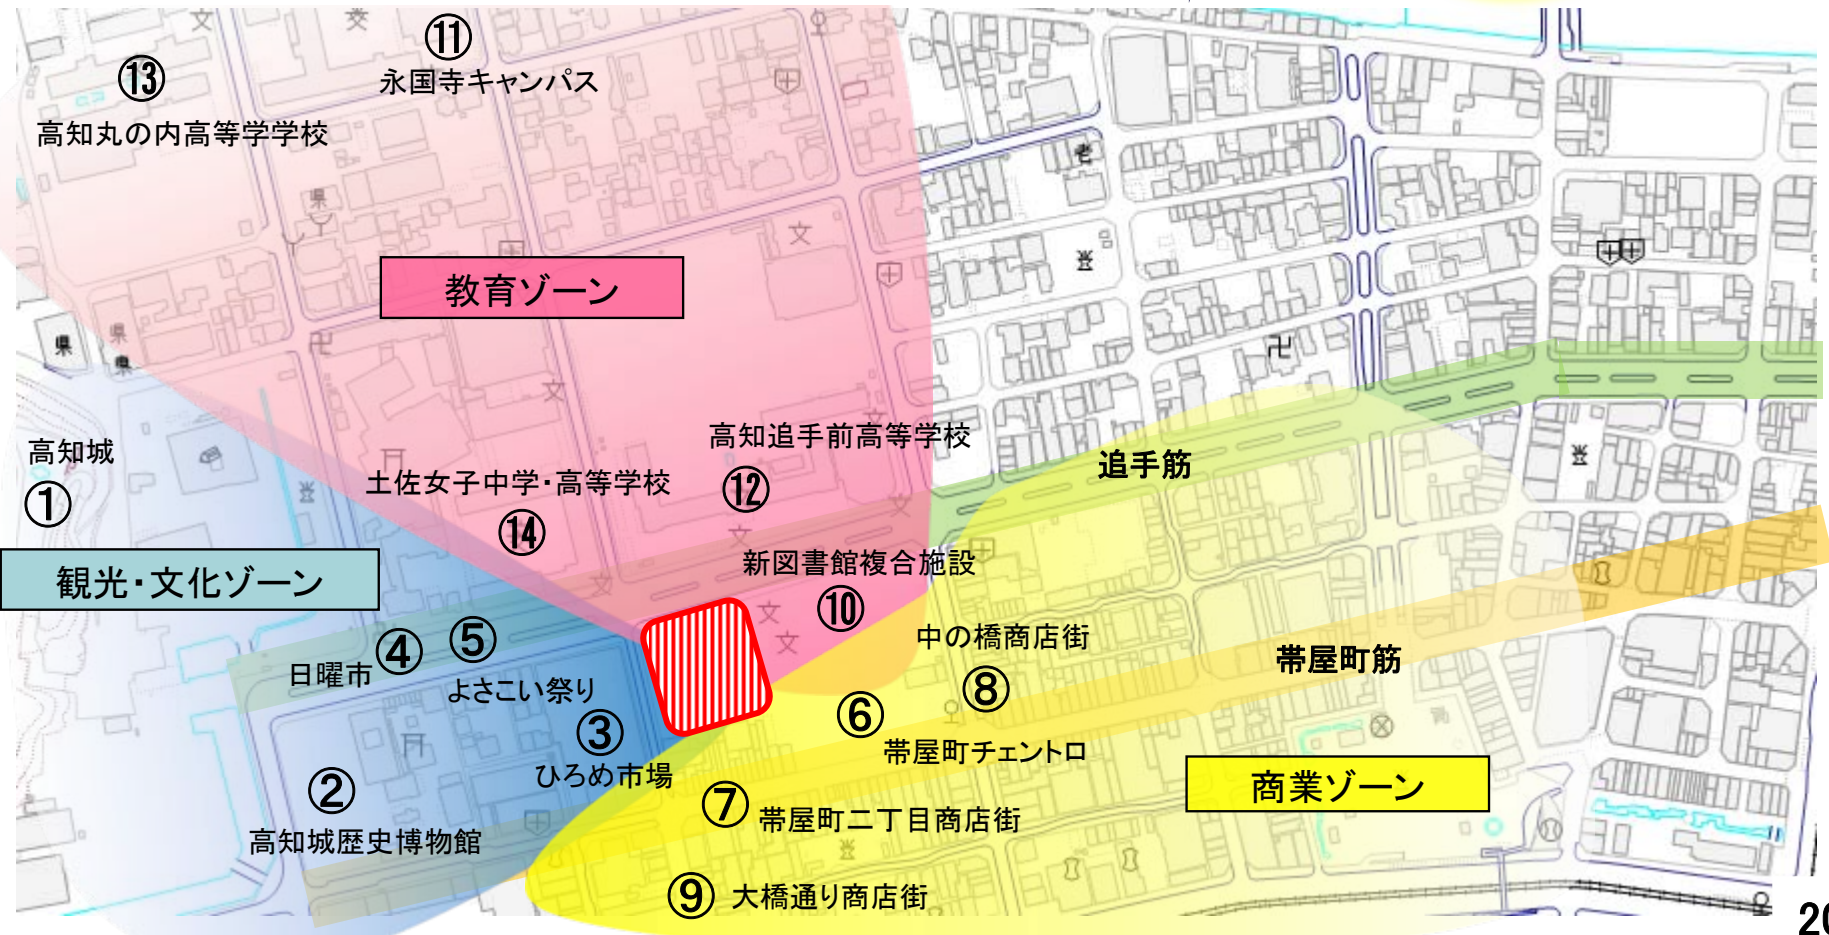 ⑪
永国寺キャンパス
⑬
高知丸の内高等学学校
教育ゾーン
高知城
①
土佐女子中学・高等学校
⑭
高知追手前高等学校
⑫
追手筋
観光・文化ゾーン
新図書館複合施設
⑩
日曜市
④
⑤
よさこい祭り
③
ひろめ市場
②
高知城歴史博物館
中の橋商店街
⑧
⑥
帯屋町チェントロ
帯屋町筋
商業ゾーン
⑦
帯屋町二丁目商店街
⑨
大橋通り商店街
県
県
県
県